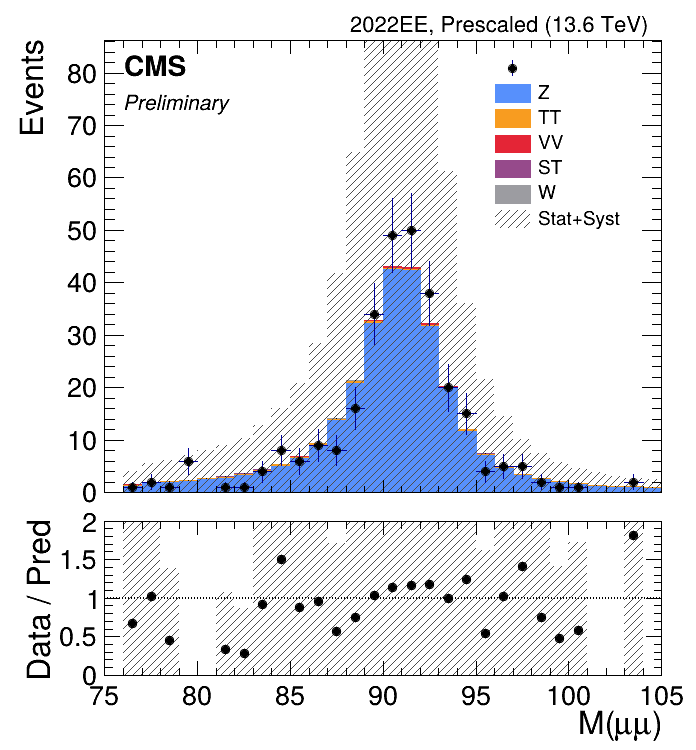 2022EE, Prescaled (13.6 TeV)
CMS
Preliminary
Events
80
70
60
50
40
30
20
10
0
Z
TT
VV
ST
W
Stat+Syst
Data / Pred
2
1.5
1
0.5
0
75 80 85 90 95 100 105
M(μμ)